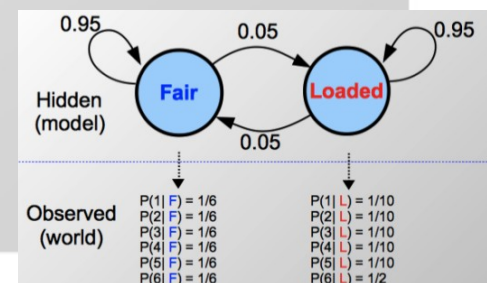 0.95
0.05
0.95
Fair
Loaded
Hidden
(model)
0.05
Observed
(world)
P(1| F) = 1/6
P(2| F) = 1/6
P(3| F) = 1/6
P(4| F) = 1/6
P(5| F) = 1/6
P(6| F) = 1/6
P(1| L) = 1/10
P(2| L) = 1/10
P(3| L) = 1/10
P(4| L) = 1/10
P(5| L) = 1/10
P(6| L) = 1/2